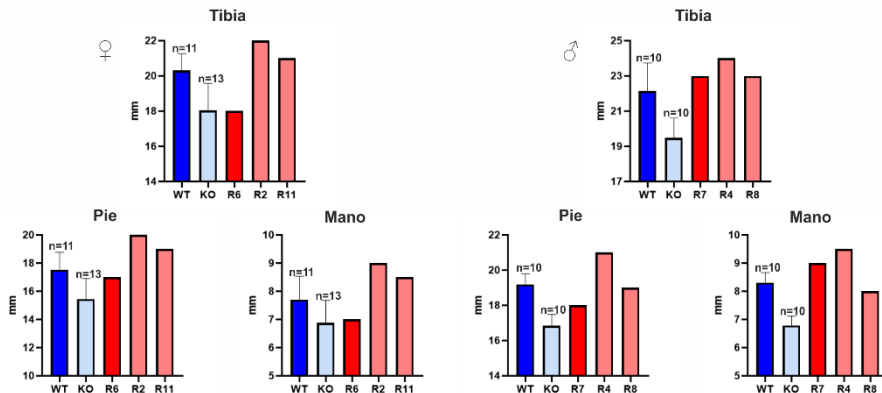 ♀
Tibia
mm
22
20
18
16
14
n=11
n=13
WT KO R6 R2 R11
♂
Tibia
mm
25
23
21
19
17
n=10
n=10
WT KO R7 R4 R8
Pie
mm
20
18
16
14
12
10
n=11
n=13
WT KO R6 R2 R11
Mano
mm
10
9
8
7
6
5
n=11
n=13
WT KO R6 R2 R11
Pie
mm
22
20
18
16
14
n=10
n=10
WT KO R7 R4 R8
Mano
mm
10
9
8
7
6
5
n=10
n=10
WT KO R7 R4 R8